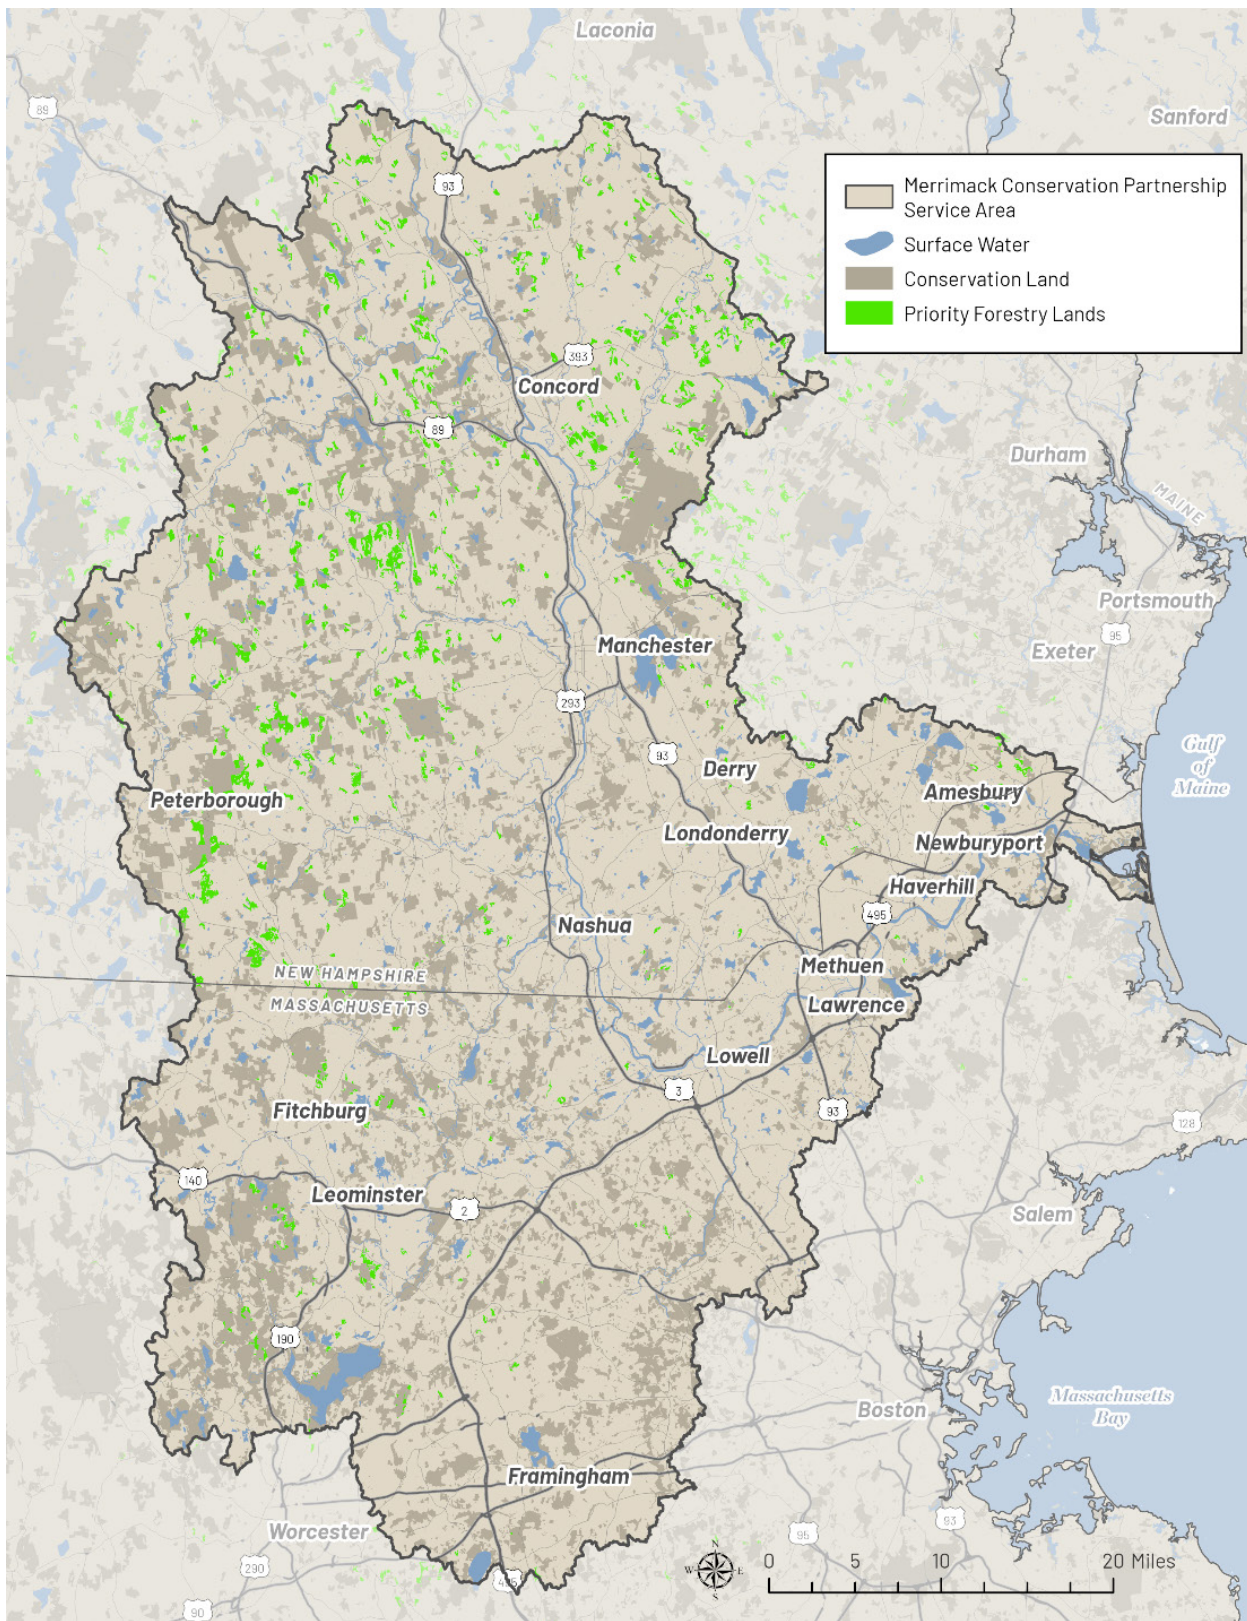 Laconia
89
Sanford
93
Merrimack Conservation Partnership
Service Area
Surface Water
Conservation Land
Priority Forestry Lands
393
Concord
89
Durham
MAINE
Portsmouth
95
Exeter
Manchester
293
93
Derry
Gulf
of
Maine
Peterborough
Amesbury
Londonderry
Newburyport
Haverhill
495
Nashua
Methuen
NEW HAMPSHIRE
MASSACHUSETTS
Lawrence
Lowell
3
Fitchburg
93
128
140
Leominster
2
Salem
190
Massachusetts
Bay
Boston
Framingham
Worcester
95
93
290
495
90
N
W E
S
0 5 10 20 Miles